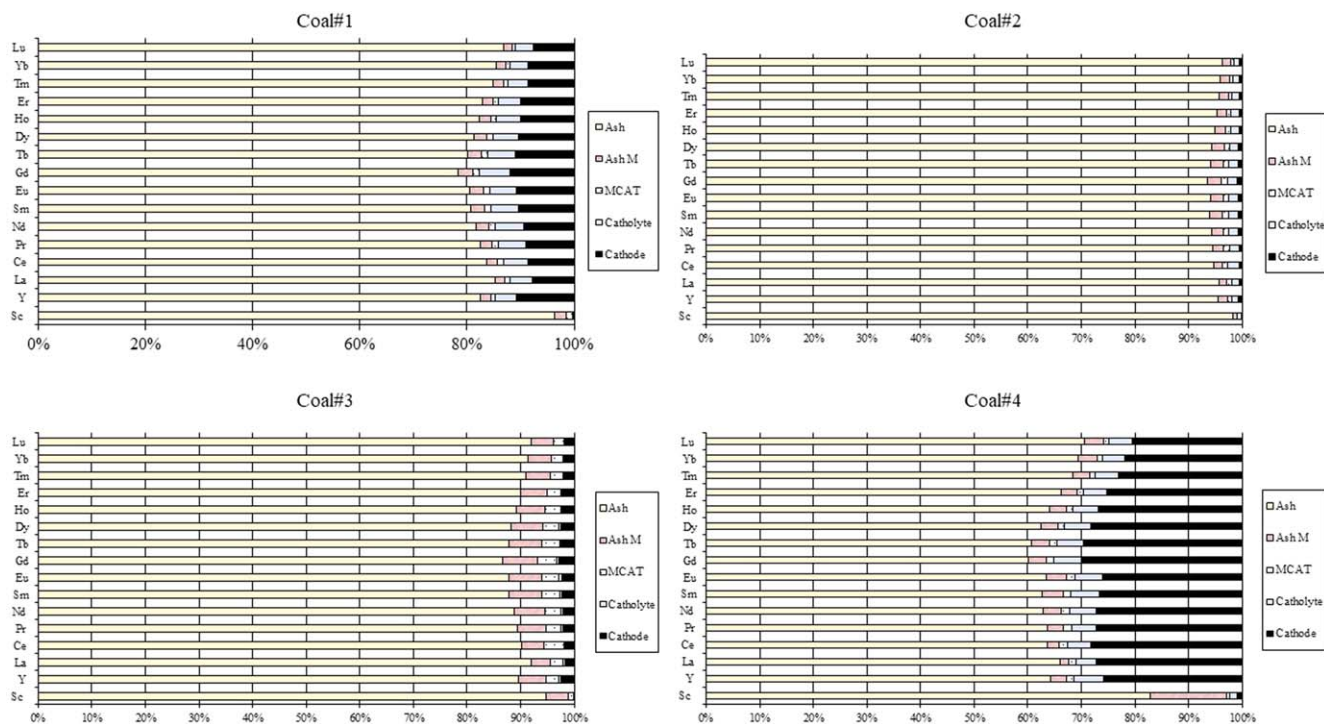 Coal#1
Lu
Yb
Tm
Er
Ho
Dy
Tb
Gd
Eu
Sm
Nd
Pr
Ce
La
Y
Sc
0% 20% 40% 60% 80% 100%
Ash
Ash M
MCAT
Catholyte
Cathode
Coal#2
Lu
Yb
Tm
Er
Ho
Dy
Tb
Gd
Eu
Sm
Nd
Pr
Ce
La
Y
Sc
0% 10% 20% 30% 40% 50% 60% 70% 80% 90% 100%
Ash
Ash M
MCAT
Catholyte
Cathode
Coal#3
Lu
Yb
Tm
Er
Ho
Dy
Tb
Gd
Eu
Sm
Nd
Pr
Ce
La
Y
Sc
0% 10% 20% 30% 40% 50% 60% 70% 80% 90% 100%
Ash
Ash M
MCAT
Catholyte
Cathode
Coal#4
Lu
Yb
Tm
Er
Ho
Dy
Tb
Gd
Eu
Sm
Nd
Pr
Ce
La
Y
Sc
0% 10% 20% 30% 40% 50% 60% 70% 80% 90% 100%
Ash
Ash M
MCAT
Catholyte
Cathode